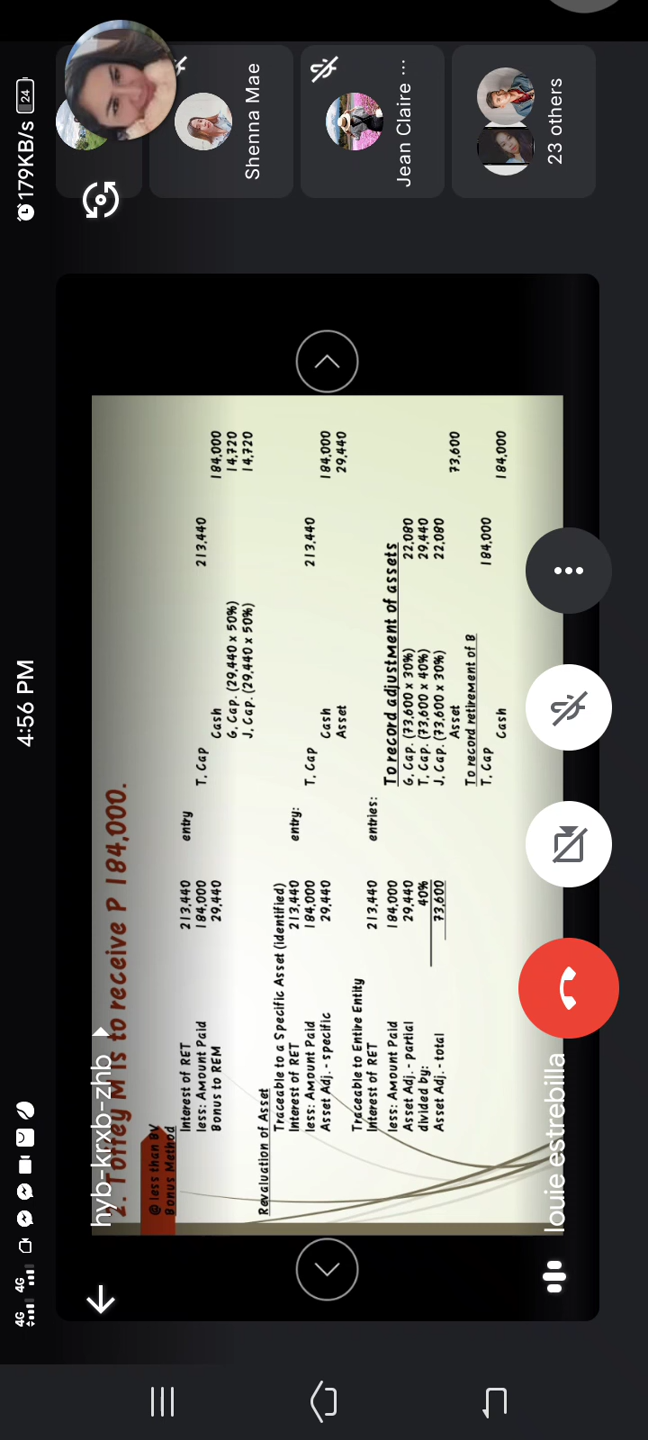 4G 4G
4:56 PM
179KB/s 24
hyb-krxb-zhb
Shenna Mae
Jean Claire ...
23 others
2. Toffey M is to receive P 184,000.
@ less than BV
Bonus Method
Interest of RET 213,440 entry
less: Amount Paid 184,000 T, Cap 213,440
Bonus to REM 29,440 Cash 184,000
G, Cap. (29,440 x 50%) 14,720
J, Cap. (29,440 x 50%) 14,720
Revaluation of Asset
Traceable to a Specific Asset (identified)
Interest of RET 213,440 entry:
less: Amount Paid 184,000 T, Cap 213,440
Asset Adj. - specific 29,440 Cash 184,000
Asset 29,440
Traceable to Entire Entity
Interest of RET 213,440 entries:
less: Amount Paid 184,000 To record adjustment of assets
Asset Adj. - partial 29,440 G, Cap. (73,600 x 30%) 22,080
divided by: 40% T, Cap. (73,600 x 40%) 29,440
Asset Adj. - total 73,600 J, Cap. (73,600 x 30%) 22,080
Asset 73,600
To record retirement of B
T, Cap 184,000
Cash 184,000
louie estrebilla